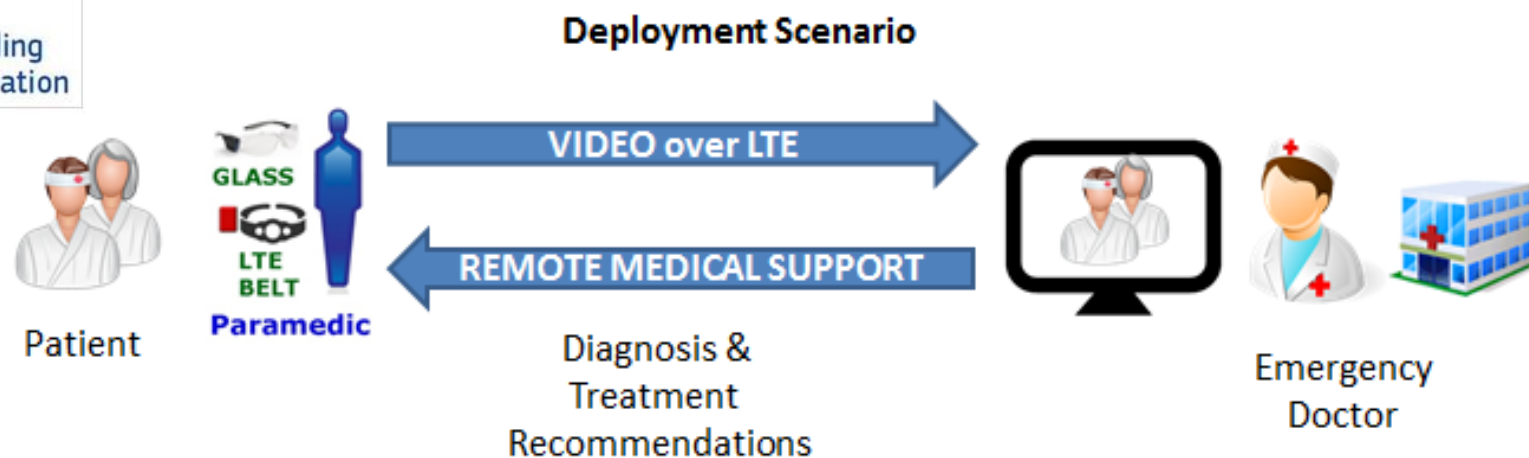 Deployment Scenario
ding
ation
VIDEO over LTE
GLASS
LTE
BELT
REMOTE MEDICAL SUPPORT
Paramedic
Patient
Diagnosis &
Treatment
Recommendations
Emergency
Doctor